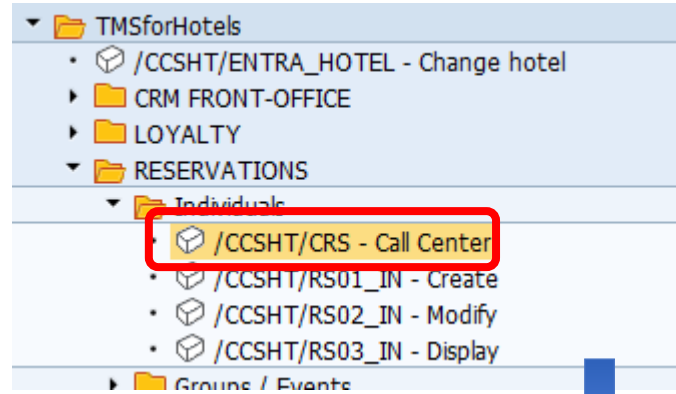 TMSforHotels
/CCSHT/ENTRA_HOTEL - Change hotel
CRM FRONT-OFFICE
LOYALTY
RESERVATIONS
Individuals
/CCSHT/CRS - Call Center
/CCSHT/RS01_IN - Create
/CCSHT/RS02_IN - Modify
/CCSHT/RS03_IN - Display
Groups / Events